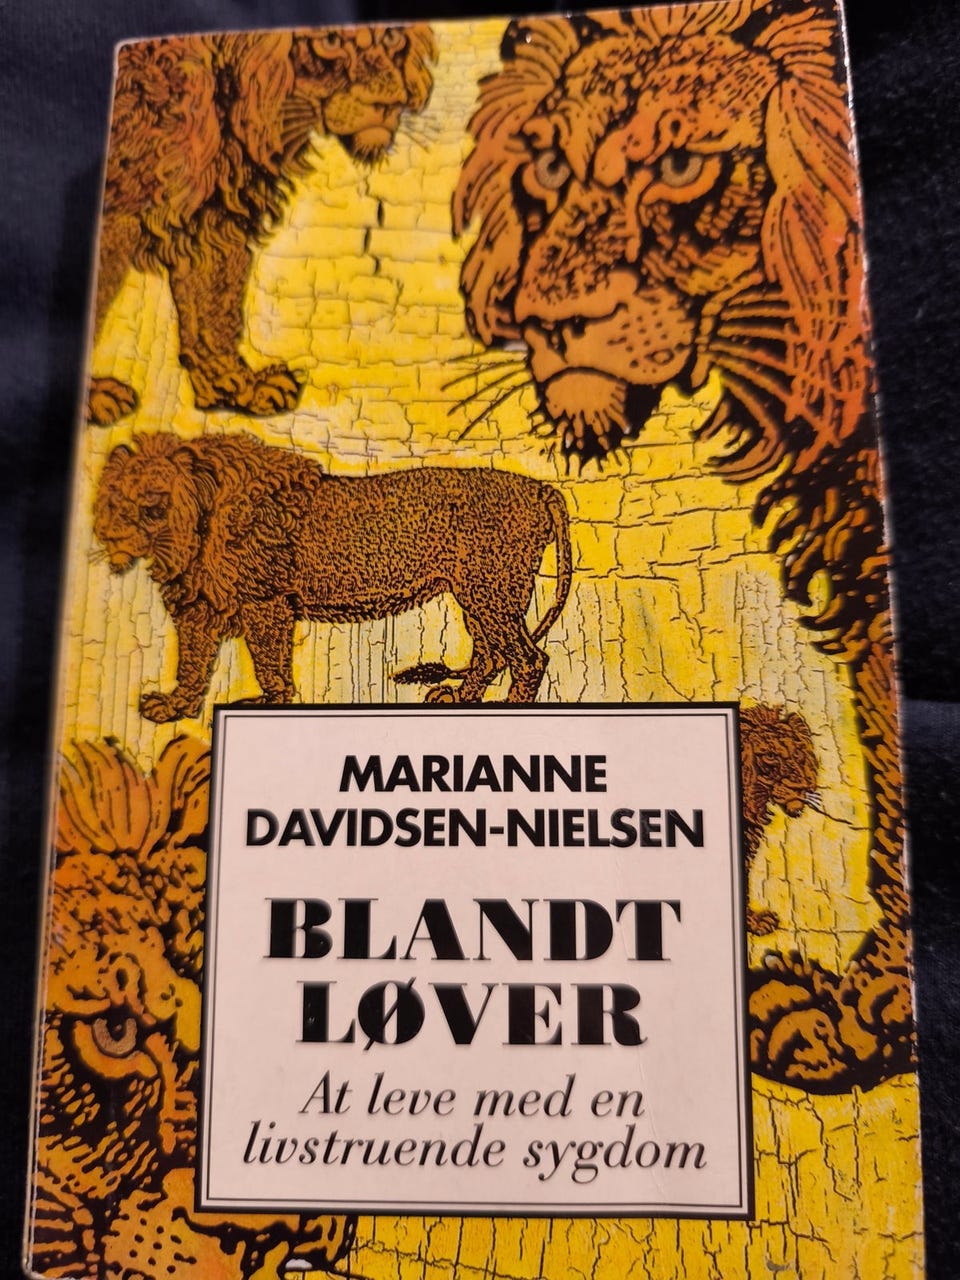 MARIANNE
DAVIDSEN-NIELSEN
BLANDT
LØVER
At leve med en
livstruende sygdom